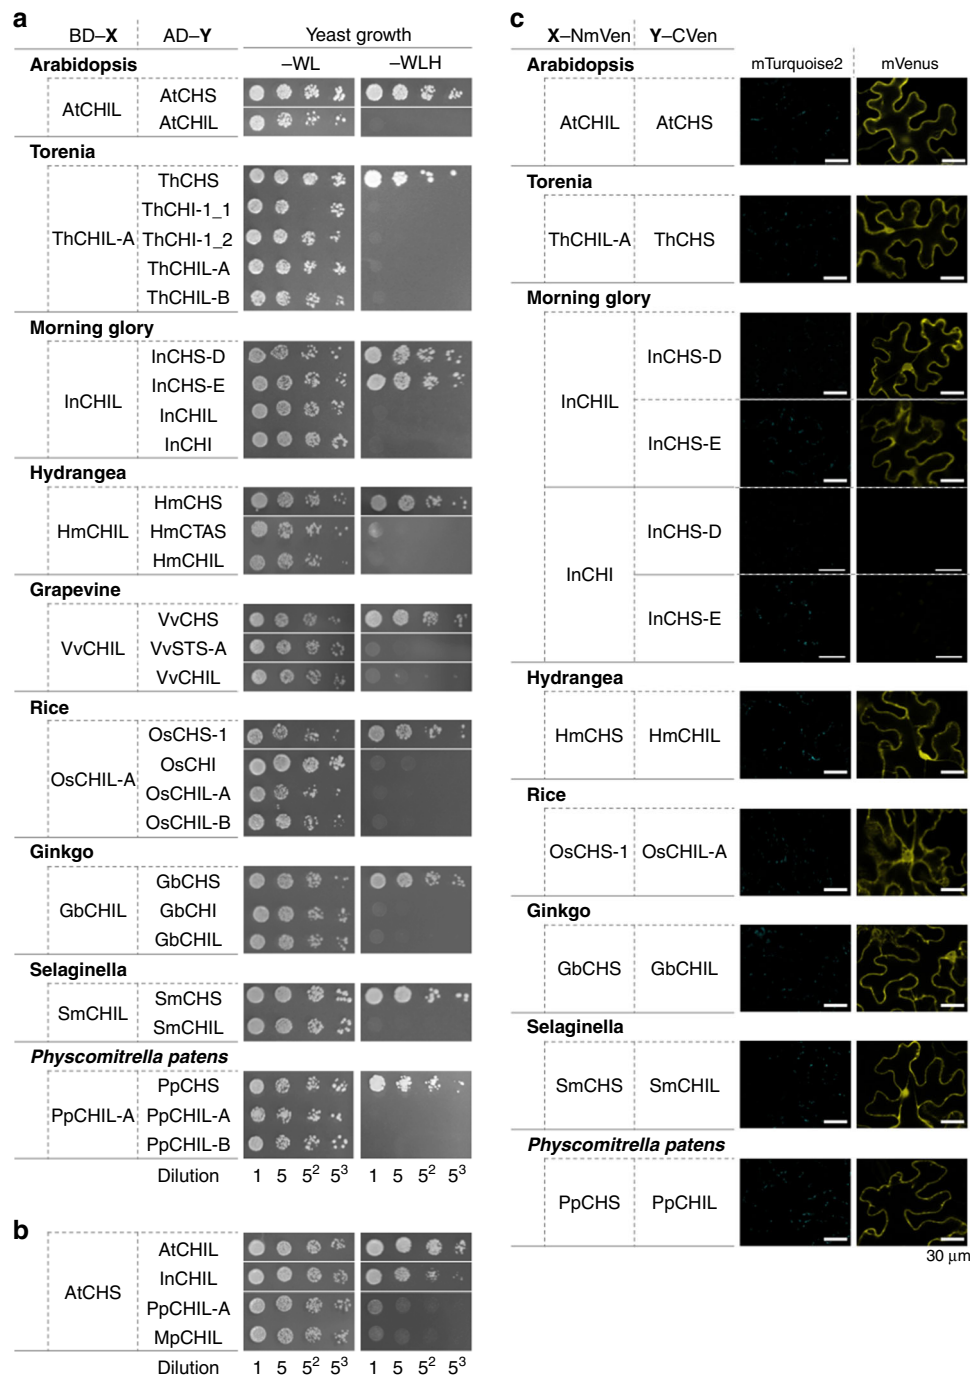 a
BD–X AD–Y Yeast growth
–WL –WLH
Arabidopsis
AtCHIL
AtCHS
AtCHIL
Torenia
ThCHIL-A
ThCHS
ThCHI-1_1
ThCHI-1_2
ThCHIL-A
ThCHIL-B
Morning glory
InCHIL
InCHS-D
InCHS-E
InCHIL
InCHI
Hydrangea
HmCHIL
HmCHS
HmCTAS
HmCHIL
Grapevine
VvCHIL
VvCHS
VvSTS-A
VvCHIL
Rice
OsCHIL-A
OsCHS-1
OsCHI
OsCHIL-A
OsCHIL-B
Ginkgo
GbCHIL
GbCHS
GbCHI
GbCHIL
Selaginella
SmCHIL
SmCHS
SmCHIL
Physcomitrella patens
PpCHIL-A
PpCHS
PpCHIL-A
PpCHIL-B
Dilution 1 5 5² 5³ 1 5 5² 5³
b
AtCHS
AtCHIL
InCHIL
PpCHIL-A
MpCHIL
Dilution 1 5 5² 5³ 1 5 5² 5³
c
X–NmVen Y–CVen
Arabidopsis mTurquoise2 mVenus
AtCHIL AtCHS
Torenia
ThCHIL-A ThCHS
Morning glory
InCHIL
InCHS-D
InCHS-E
InCHI
InCHS-D
InCHS-E
Hydrangea
HmCHS HmCHIL
Rice
OsCHS-1 OsCHIL-A
Ginkgo
GbCHS GbCHIL
Selaginella
SmCHS SmCHIL
Physcomitrella patens
PpCHS PpCHIL
30 µm